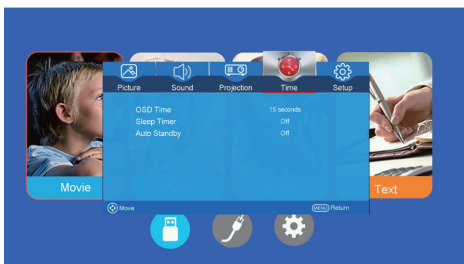 Picture Sound Projection Time Setup
OSD Time 15 seconds
Sleep Timer Off
Auto Standby Off
Movie Text
Move MENU Return